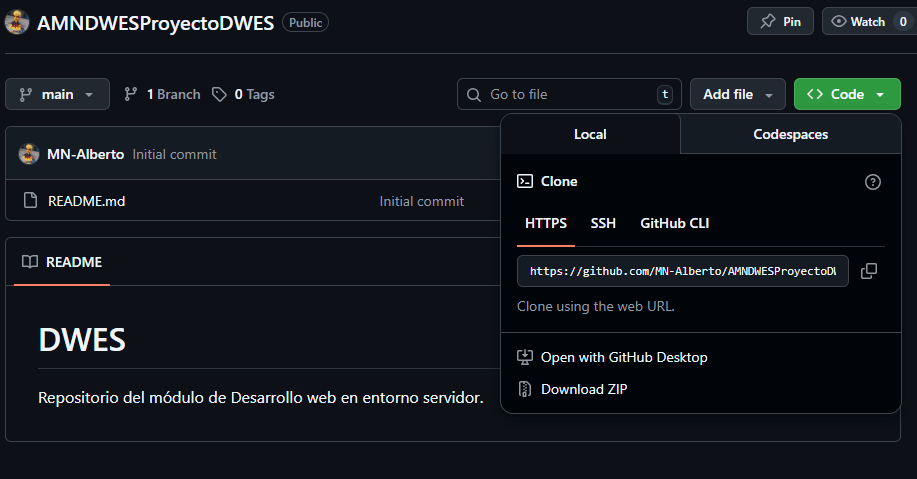 AMNDWESProyectoDWES Public Pin Watch 0
main 1 Branch 0 Tags Go to file t Add file <> Code
Local Codespaces
MN-Alberto Initial commit
README.md Initial commit
Clone
HTTPS SSH GitHub CLI
https://github.com/MN-Alberto/AMNDWESProyectoDW
Clone using the web URL.
Open with GitHub Desktop
Download ZIP
README
DWES
Repositorio del módulo de Desarrollo web en entorno servidor.